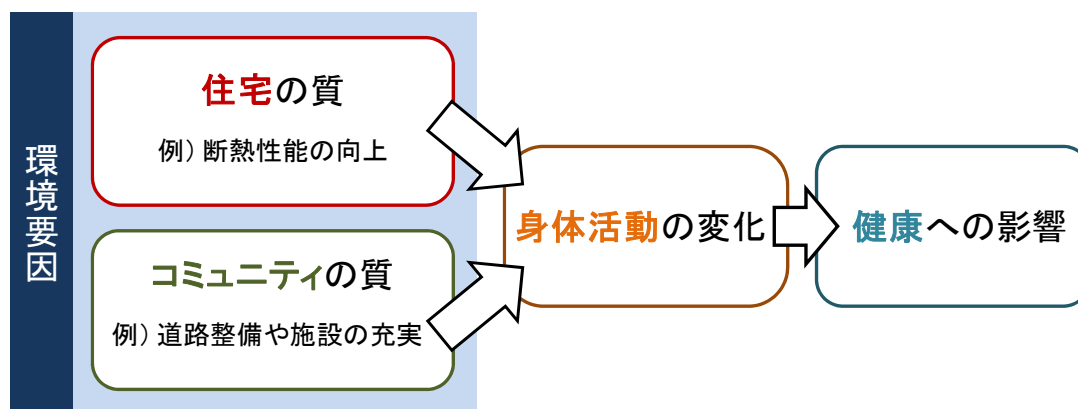 環境要因
住宅の質
例）断熱性能の向上
コミュニティの質
例）道路整備や施設の充実
身体活動の変化
健康への影響